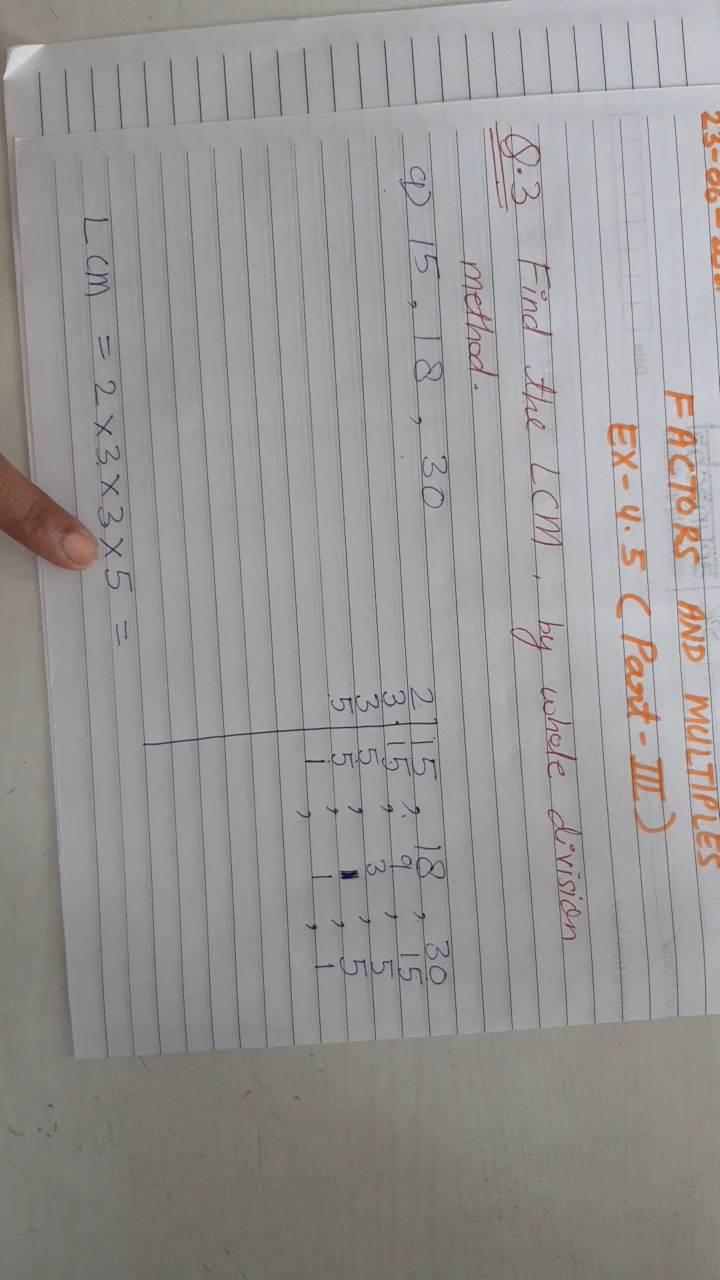 FACTORS AND MULTIPLES
EX-4.5 (Part-III)
Q.3 Find the LCM, by whole division
method.
a) 15, 18, 30
2 15, 18, 30
3 15, 9, 15
3 5, 3, 5
5 5, 1, 5
1, 1, 1
LCM = 2×3×3×5 =